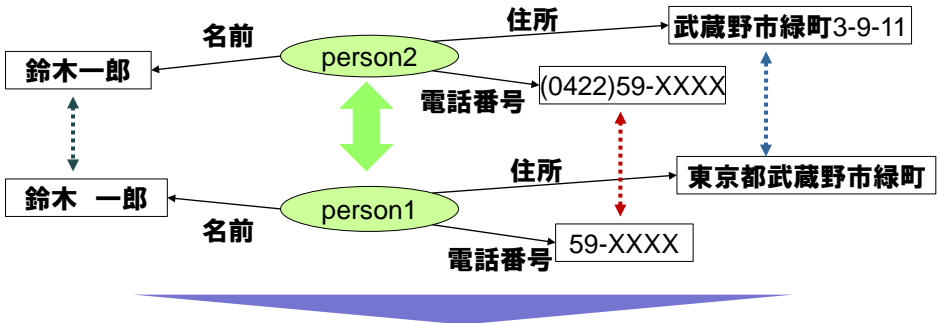 住所
武蔵野市緑町3-9-11
名前
person2
鈴木一郎
(0422)59-XXXX
電話番号
住所
東京都武蔵野市緑町
鈴木　一郎
person1
名前
59-XXXX
電話番号